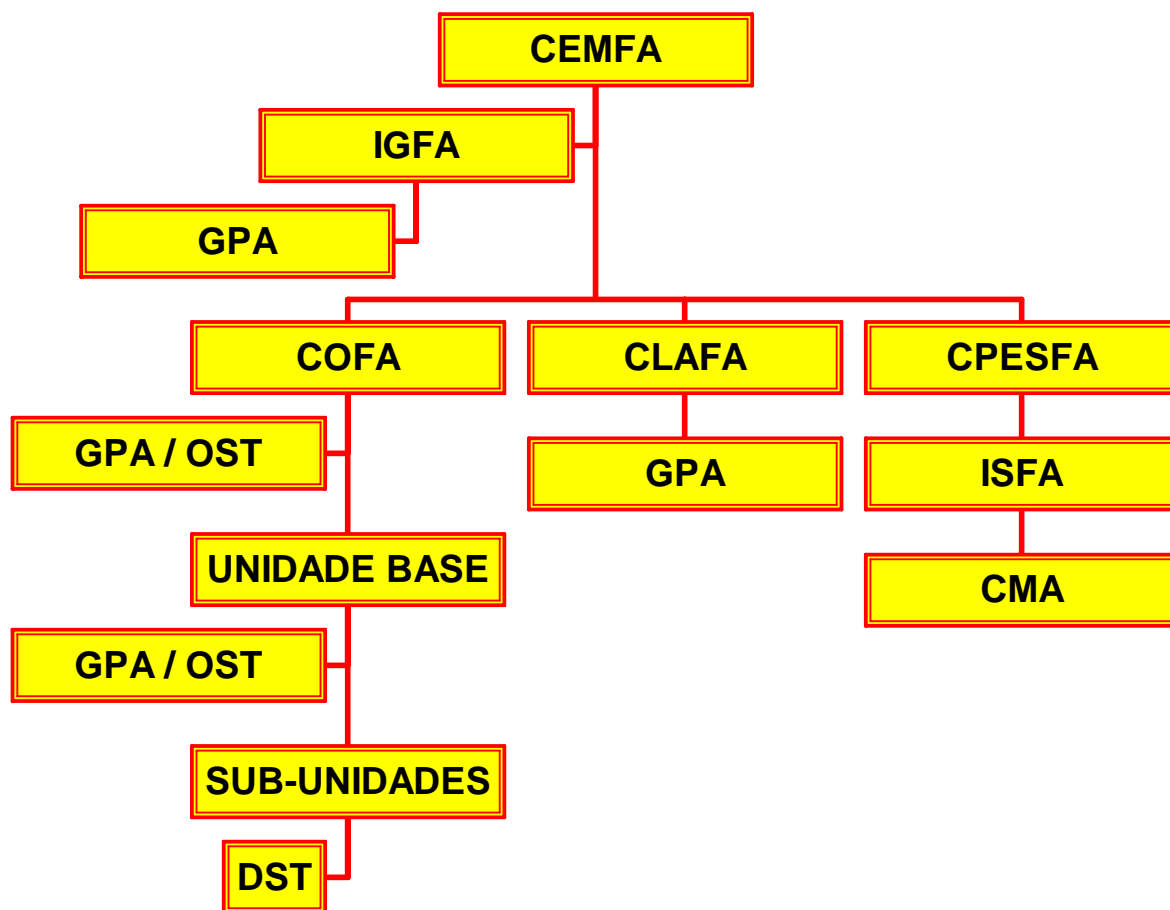 CEMFA
IGFA
GPA
COFA
CLAFA
CPESFA
GPA / OST
GPA
ISFA
UNIDADE BASE
CMA
GPA / OST
SUB-UNIDADES
DST